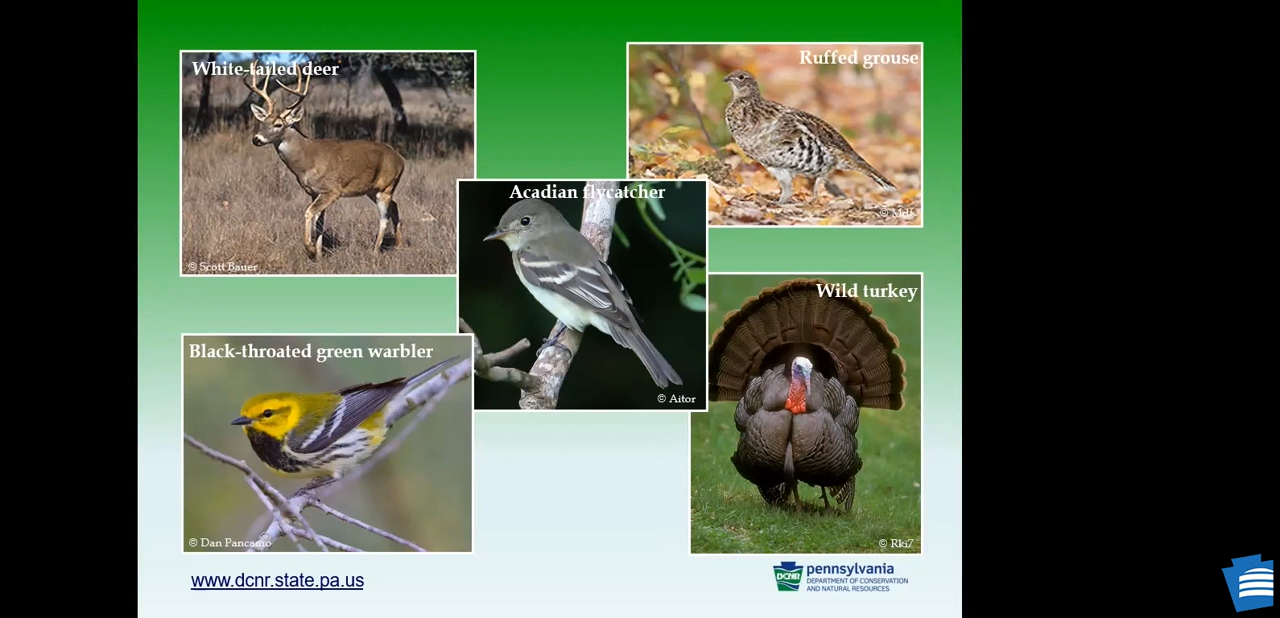 White-tailed deer
© Scott Bauer
Ruffed grouse
Acadian flycatcher
© Aitor
Wild turkey
© Rki7
Black-throated green warbler
© Dan Pancamo
www.dcnr.state.pa.us
DCNR
pennsylvania
DEPARTMENT OF CONSERVATION
AND NATURAL RESOURCES